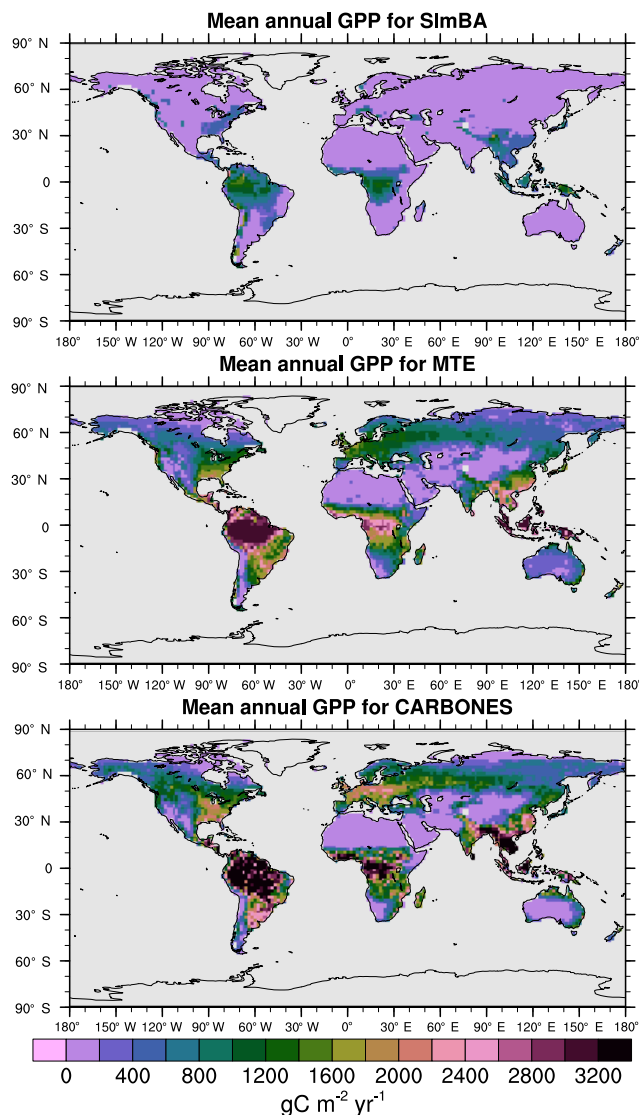 Mean annual GPP for SImBA
90° N
60° N
30° N
0
30° S
60° S
90° S
180° 150° W 120° W 90° W 60° W 30° W 0° 30° E 60° E 90° E 120° E 150° E 180°
Mean annual GPP for MTE
90° N
60° N
30° N
0
30° S
60° S
90° S
180° 150° W 120° W 90° W 60° W 30° W 0° 30° E 60° E 90° E 120° E 150° E 180°
Mean annual GPP for CARBONES
90° N
60° N
30° N
0
30° S
60° S
90° S
180° 150° W 120° W 90° W 60° W 30° W 0° 30° E 60° E 90° E 120° E 150° E 180°
0 400 800 1200 1600 2000 2400 2800 3200
gC m⁻² yr⁻¹